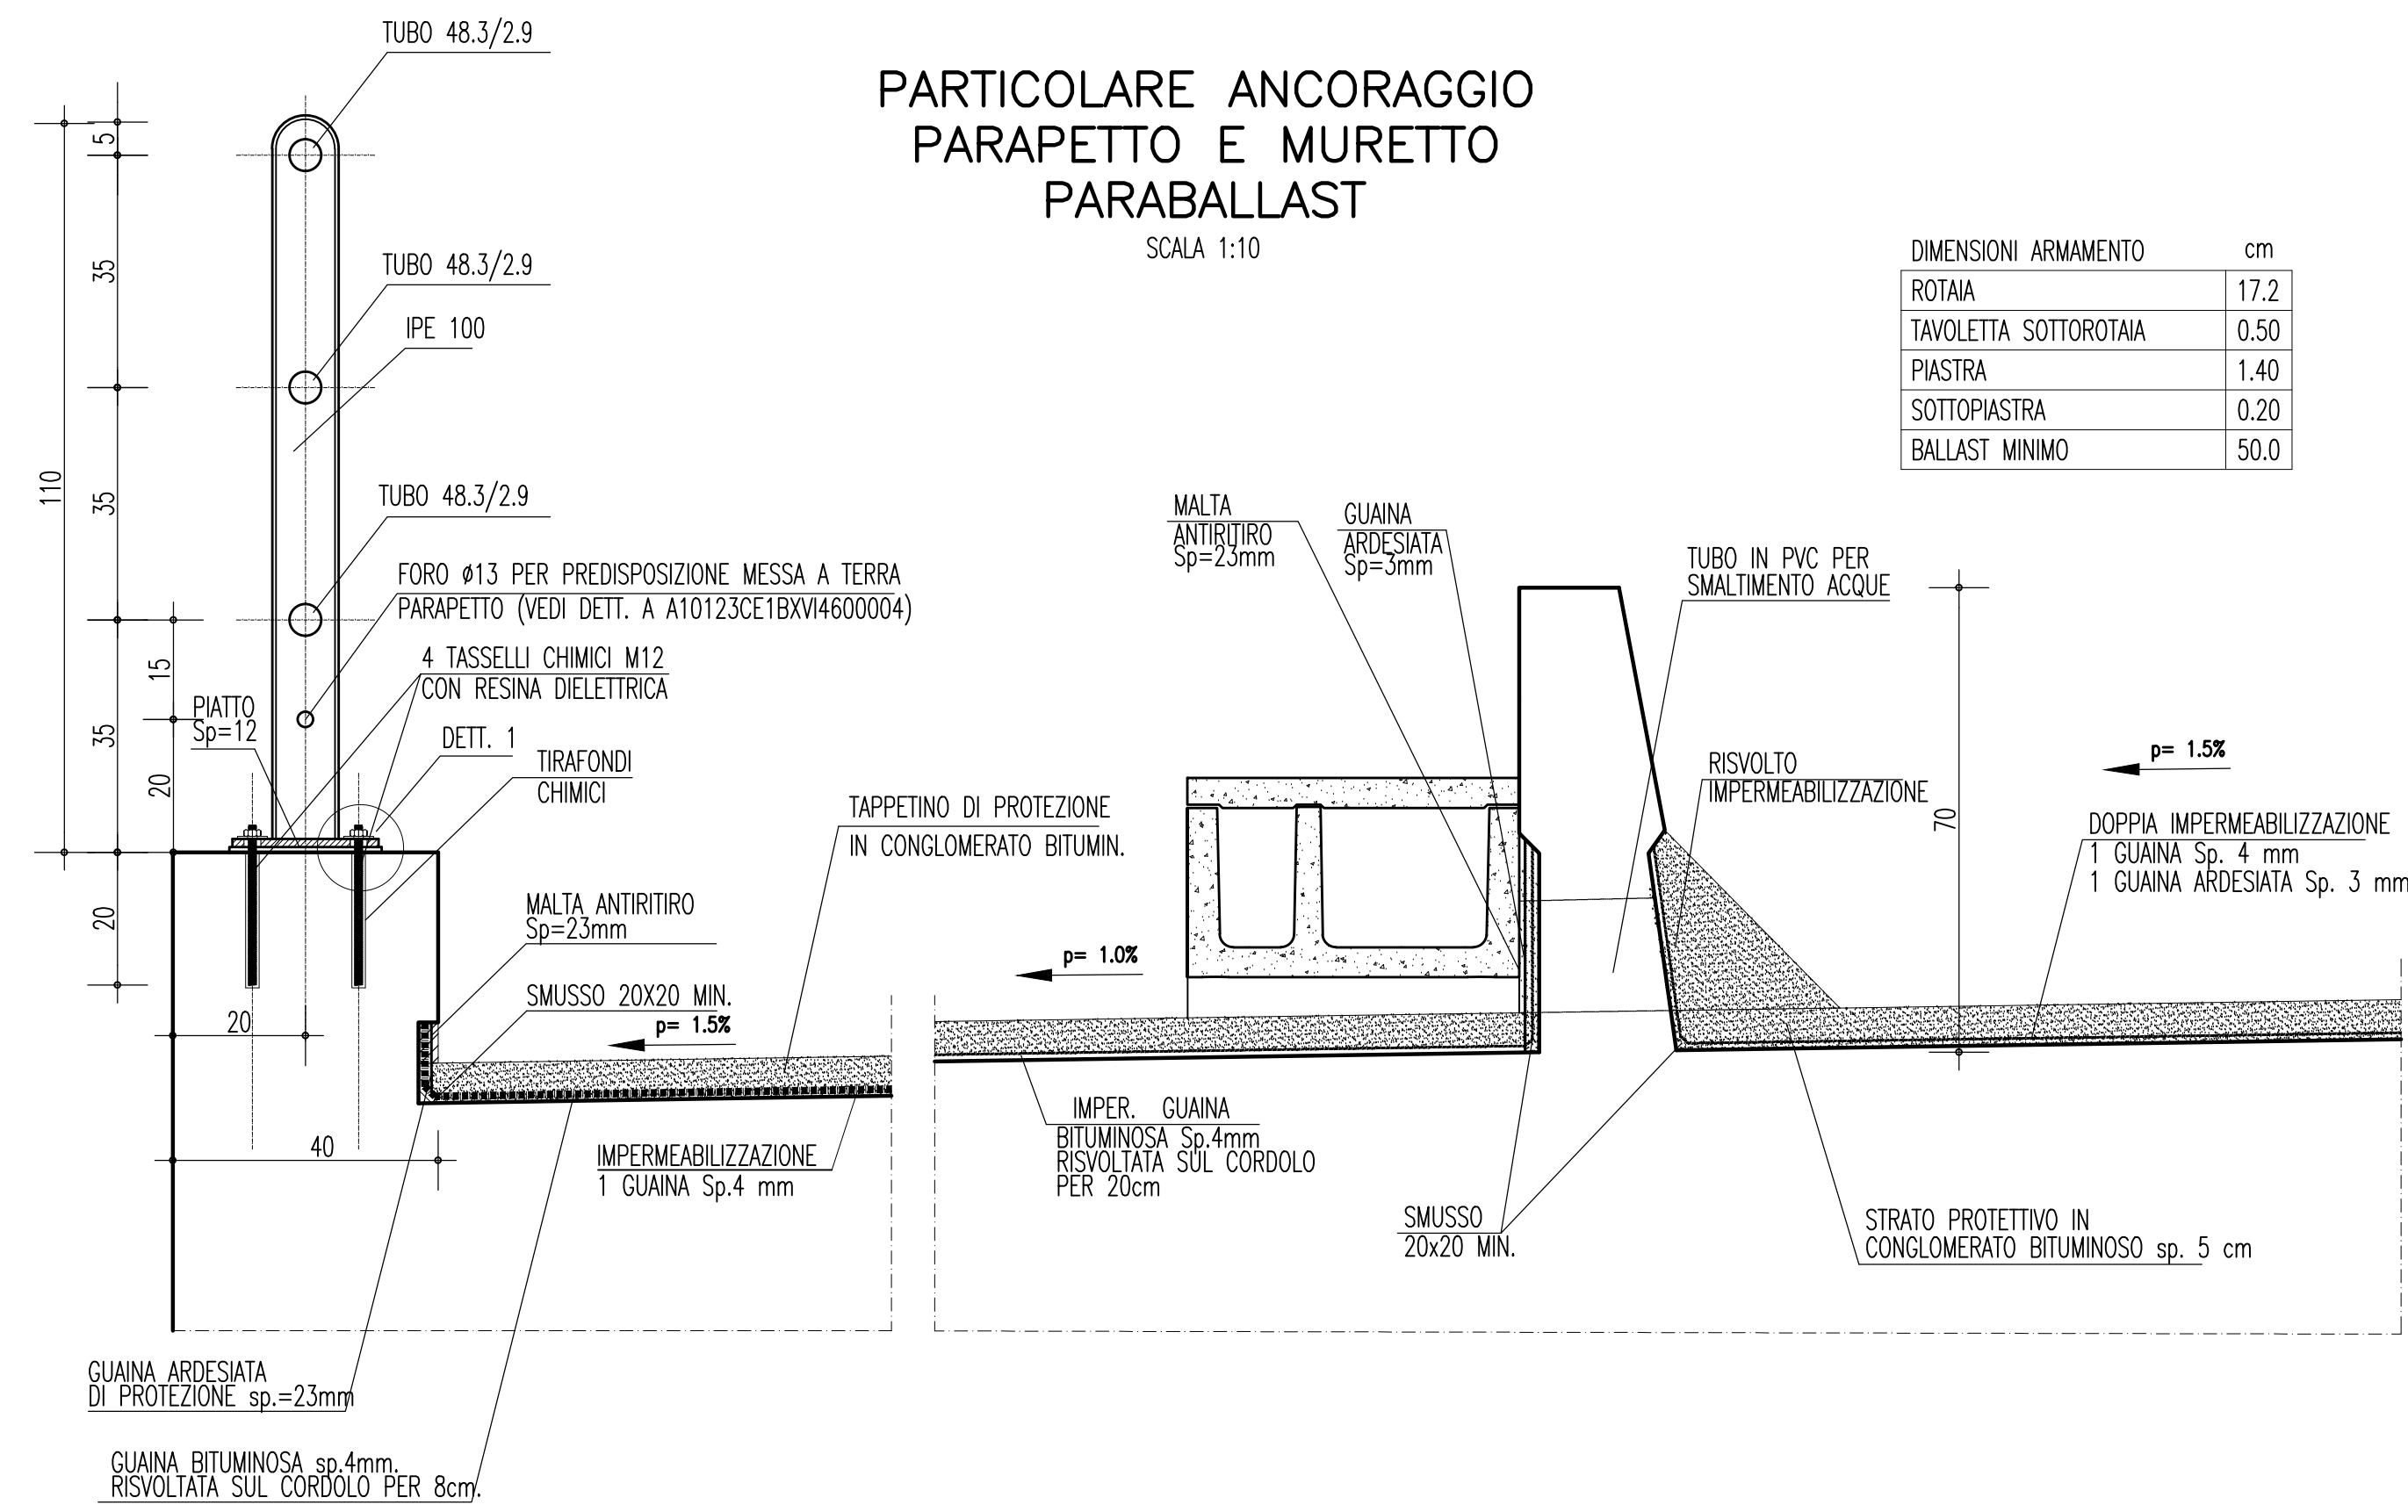 PARTICOLARE ANCORAGGIO
PARAPETTO E MURETTO
PARABALLAST
SCALA 1:10
TUBO 48.3/2.9
5
35
TUBO 48.3/2.9
IPE 100
110
35
TUBO 48.3/2.9
FORO ø13 PER PREDISPOSIZIONE MESSA A TERRA
PARAPETTO (VEDI DETT. A A10123CE1BXVI4600004)
15
4 TASSELLI CHIMICI M12
CON RESINA DIELETTRICA
PIATTO
Sp=12
35
20
DETT. 1
TIRAFONDI
CHIMICI
TAPPETINO DI PROTEZIONE
IN CONGLOMERATO BITUMIN.
20
MALTA ANTIRITIRO
Sp=23mm
SMUSSO 20X20 MIN.
p= 1.5%
20
40
IMPERMEABILIZZAZIONE
1 GUAINA Sp.4 mm
GUAINA ARDESIATA
DI PROTEZIONE sp.=23mm
GUAINA BITUMINOSA sp.4mm.
RISVOLTATA SUL CORDOLO PER 8cm.
DIMENSIONI ARMAMENTO cm
ROTAIA 17.2
TAVOLETTA SOTTOROTAIA 0.50
PIASTRA 1.40
SOTTOPIASTRA 0.20
BALLAST MINIMO 50.0
MALTA
ANTIRITIRO
Sp=23mm
GUAINA
ARDESIATA
Sp=3mm
TUBO IN PVC PER
SMALTIMENTO ACQUE
RISVOLTO
IMPERMEABILIZZAZIONE
p= 1.5%
70
DOPPIA IMPERMEABILIZZAZIONE
1 GUAINA Sp. 4 mm
1 GUAINA ARDESIATA Sp. 3 mm
p= 1.0%
IMPER. GUAINA
BITUMINOSA Sp.4mm
RISVOLTATA SUL CORDOLO
PER 20cm
SMUSSO
20x20 MIN.
STRATO PROTETTIVO IN
CONGLOMERATO BITUMINOSO sp. 5 cm